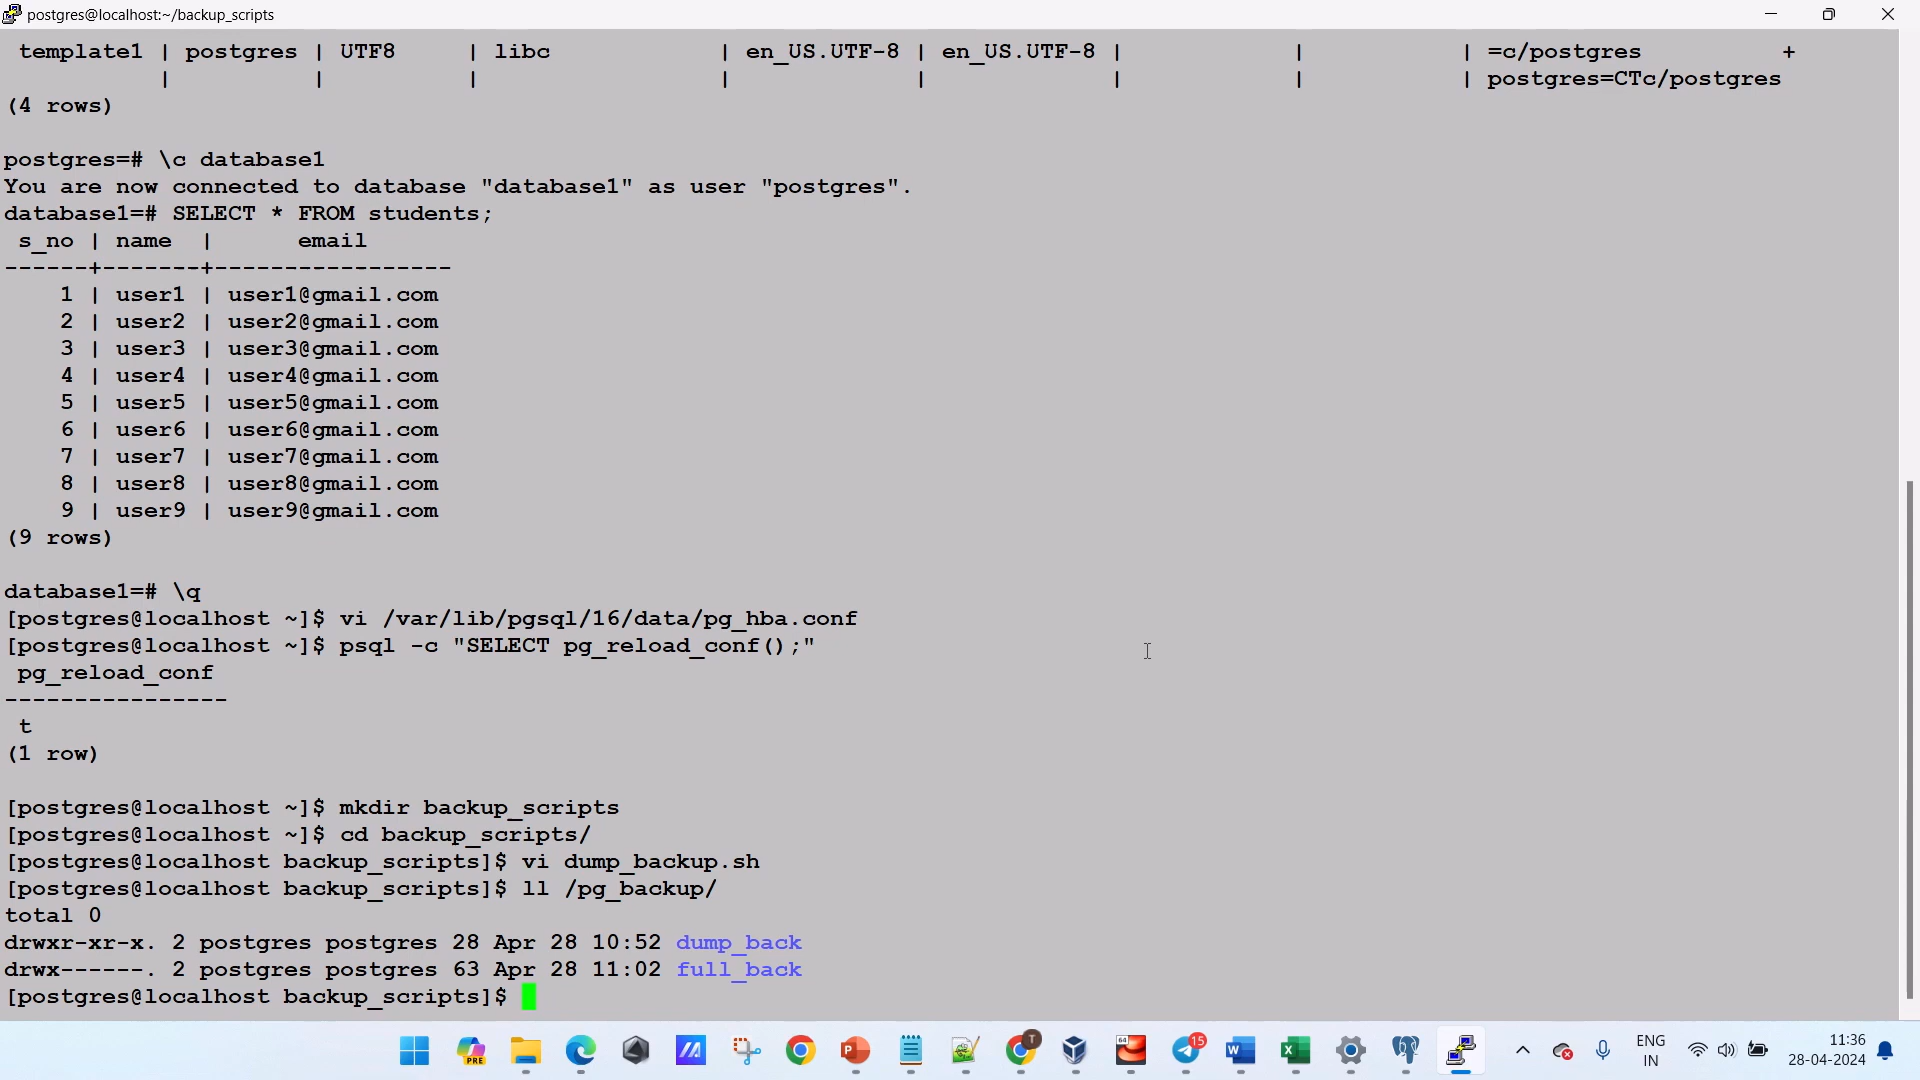 postgres@localhost:~/backup_scripts
template1 | postgres | UTF8     | libc            | en_US.UTF-8 | en_US.UTF-8 |            |           | =c/postgres          +
           |          |          |                 |             |             |            |           | postgres=CTc/postgres
(4 rows)
postgres=# \c database1
You are now connected to database "database1" as user "postgres".
database1=# SELECT * FROM students;
 s_no | name  |      email
------+-------+-----------------
    1 | user1 | user1@gmail.com
    2 | user2 | user2@gmail.com
    3 | user3 | user3@gmail.com
    4 | user4 | user4@gmail.com
    5 | user5 | user5@gmail.com
    6 | user6 | user6@gmail.com
    7 | user7 | user7@gmail.com
    8 | user8 | user8@gmail.com
    9 | user9 | user9@gmail.com
(9 rows)
database1=# \q
[postgres@localhost ~]$ vi /var/lib/pgsql/16/data/pg_hba.conf
[postgres@localhost ~]$ psql -c "SELECT pg_reload_conf();"
 pg_reload_conf
----------------
 t
(1 row)
[postgres@localhost ~]$ mkdir backup_scripts
[postgres@localhost ~]$ cd backup_scripts/
[postgres@localhost backup_scripts]$ vi dump_backup.sh
[postgres@localhost backup_scripts]$ ll /pg_backup/
total 0
drwxr-xr-x. 2 postgres postgres 28 Apr 28 10:52 dump_back
drwx------. 2 postgres postgres 63 Apr 28 11:02 full_back
[postgres@localhost backup_scripts]$
PRE
T
64
15
ENG
IN
11:36
28-04-2024